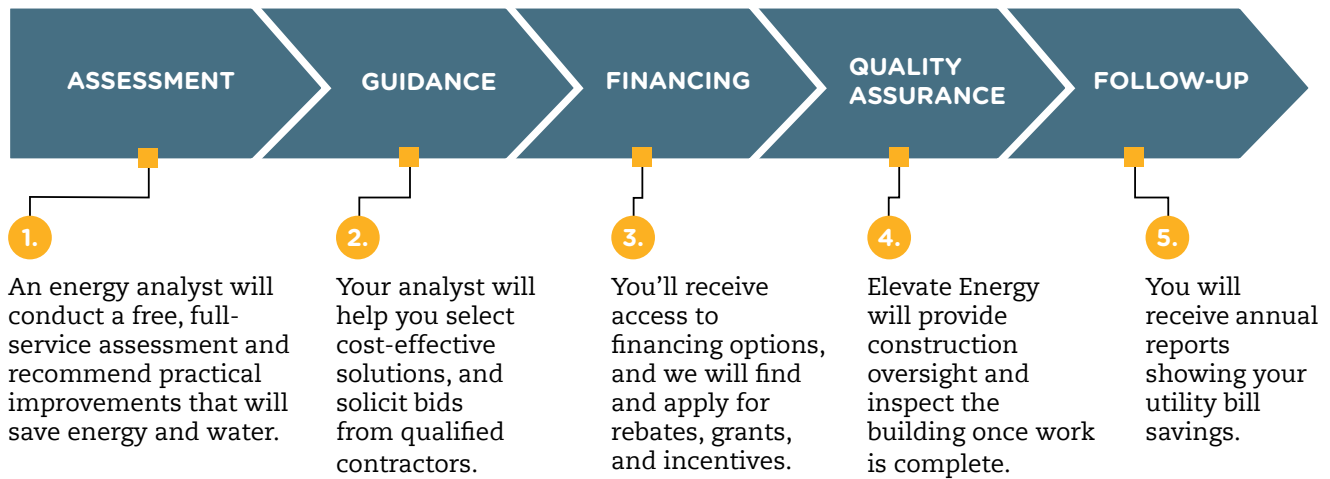 ASSESSMENT
GUIDANCE
FINANCING
QUALITY
ASSURANCE
FOLLOW-UP
1.
An energy analyst will
conduct a free, full-
service assessment and
recommend practical
improvements that will
save energy and water.
2.
Your analyst will
help you select
cost-effective
solutions, and
solicit bids
from qualified
contractors.
3.
You’ll receive
access to
financing options,
and we will find
and apply for
rebates, grants,
and incentives.
4.
Elevate Energy
will provide
construction
oversight and
inspect the
building once work
is complete.
5.
You will
receive annual
reports
showing your
utility bill
savings.